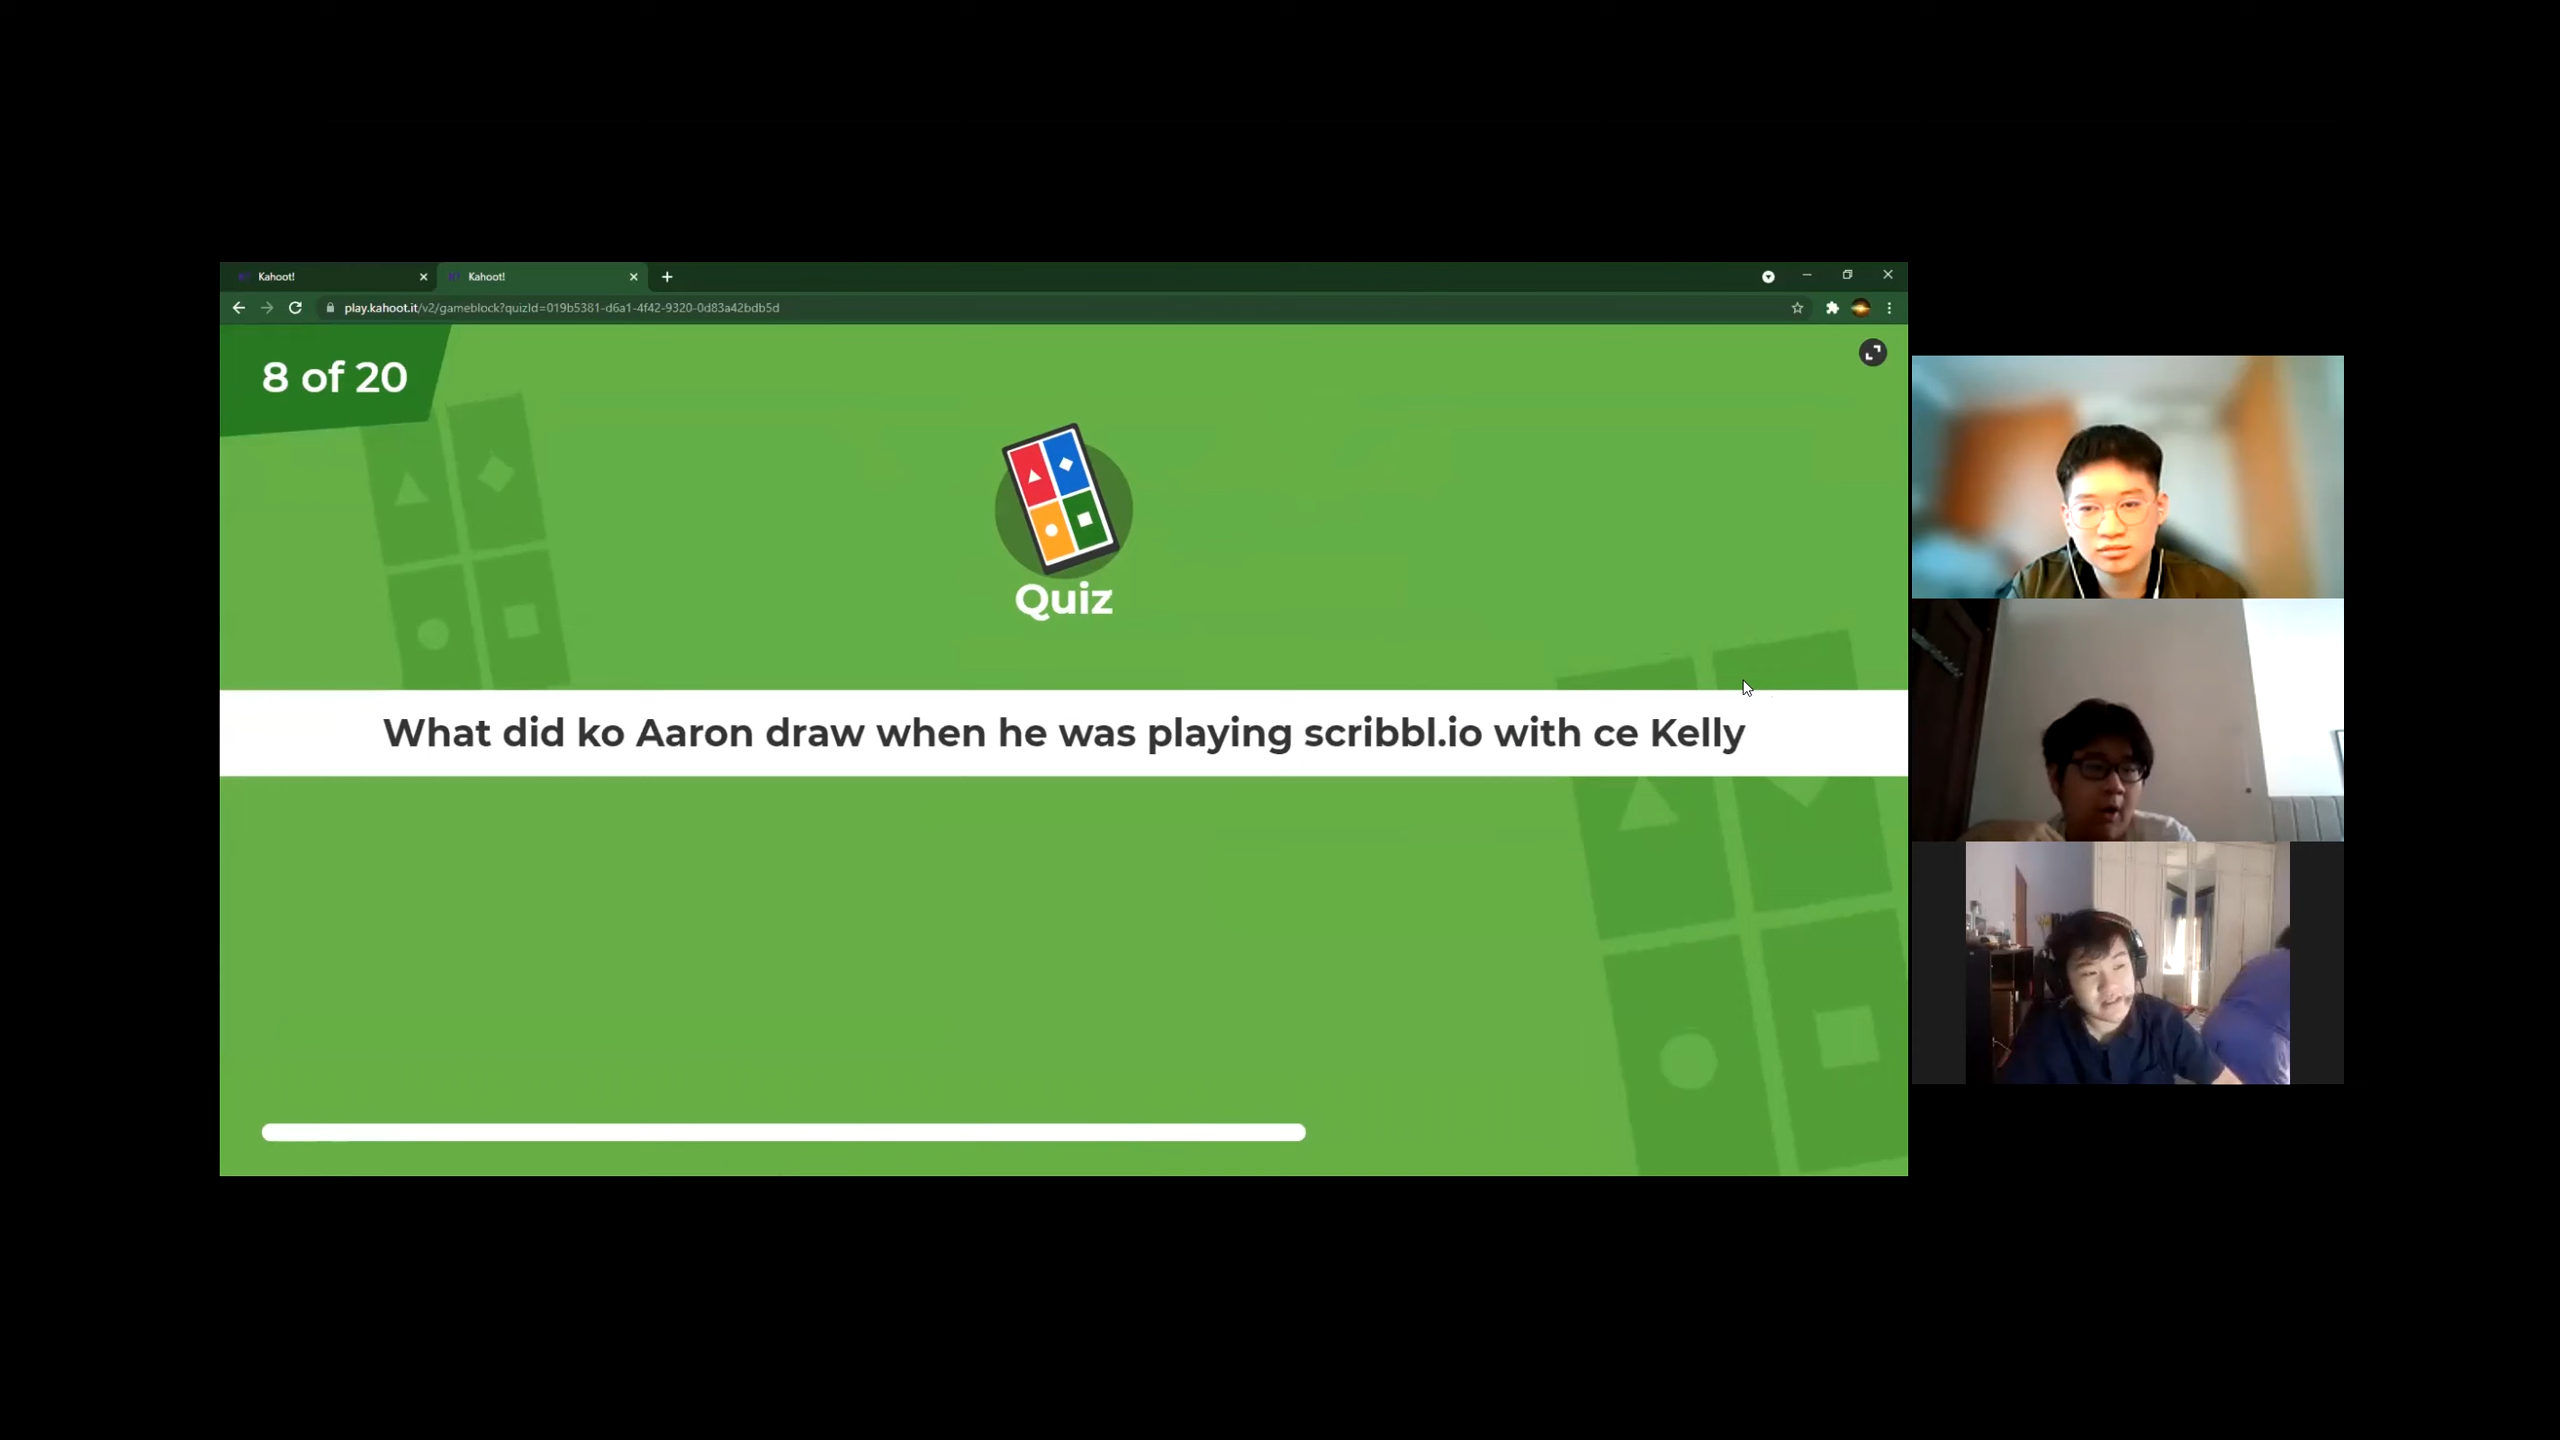 Kahoot!
Kahoot!
play.kahoot.it/v2/gameblock?quizId=019b5381-d6a1-4f42-9320-0d83a42bdb5d
8 of 20
Quiz
What did ko Aaron draw when he was playing scribbl.io with ce Kelly